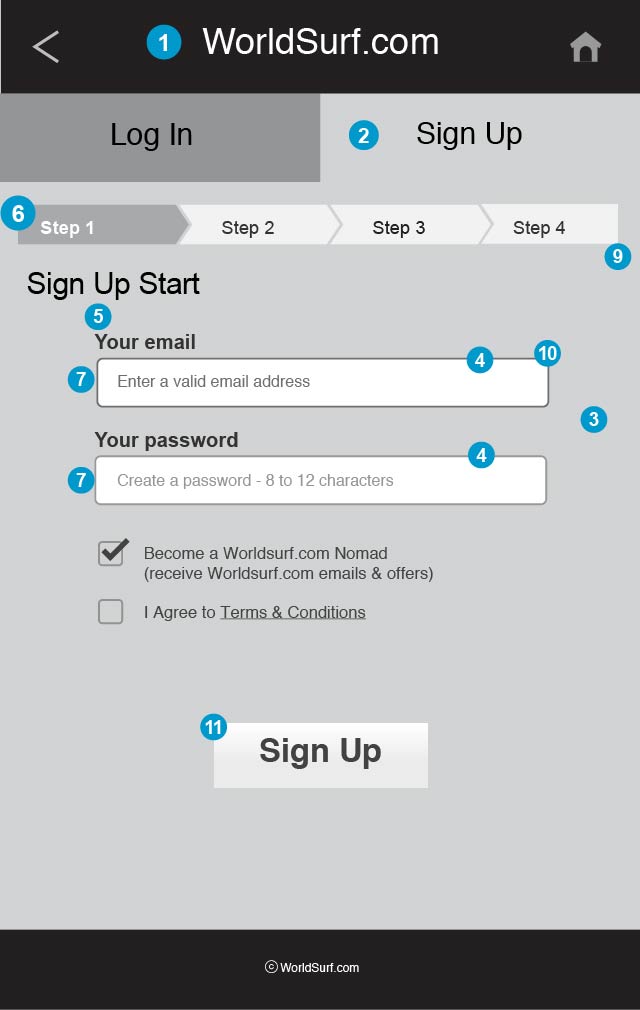 1 WorldSurf.com
Log In
2 Sign Up
6 Step 1 Step 2 Step 3 Step 4
9
Sign Up Start
5
Your email
4 10
7 Enter a valid email address
3
Your password
4
7 Create a password - 8 to 12 characters
Become a Worldsurf.com Nomad
(receive Worldsurf.com emails & offers)
I Agree to Terms & Conditions
11 Sign Up
© WorldSurf.com